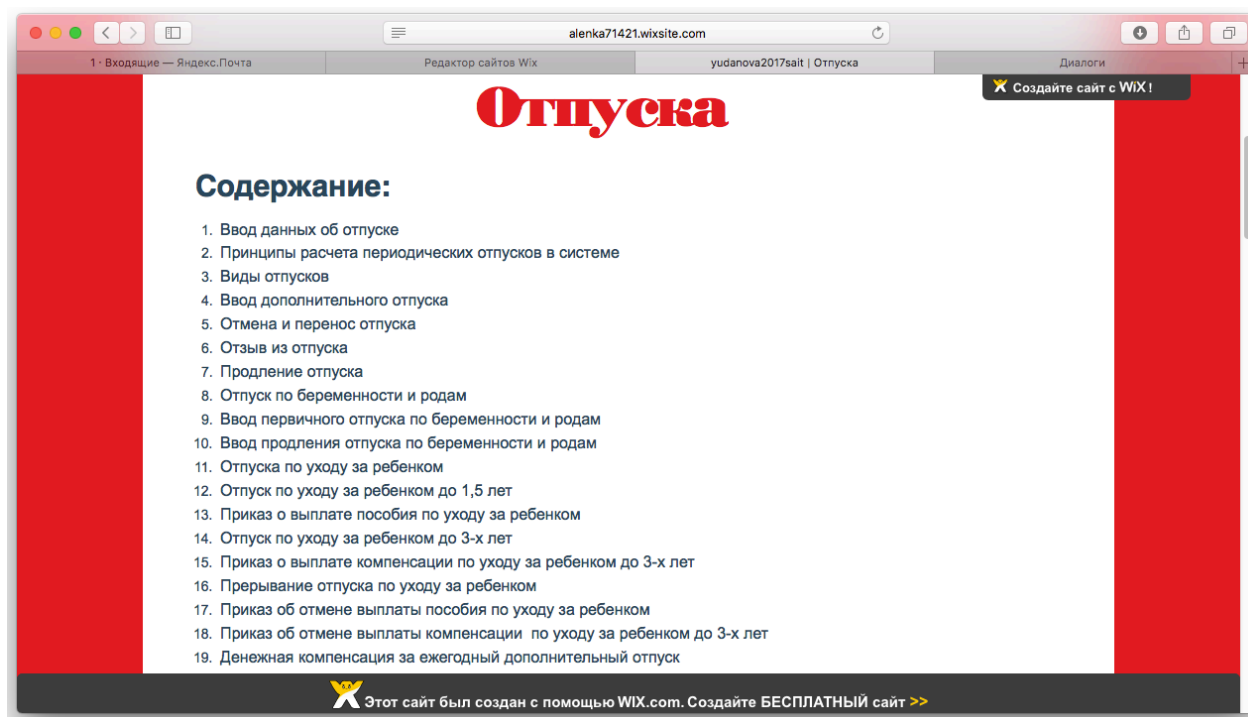 alenka71421.wixsite.com
1 · Входящие — Яндекс.Почта
Редактор сайтов Wix
yudanova2017sait | Отпуска
Диалоги
Создайте сайт с WiX!
Отпуска
Содержание:
1. Ввод данных об отпуске
2. Принципы расчета периодических отпусков в системе
3. Виды отпусков
4. Ввод дополнительного отпуска
5. Отмена и перенос отпуска
6. Отзыв из отпуска
7. Продление отпуска
8. Отпуск по беременности и родам
9. Ввод первичного отпуска по беременности и родам
10. Ввод продления отпуска по беременности и родам
11. Отпуска по уходу за ребенком
12. Отпуск по уходу за ребенком до 1,5 лет
13. Приказ о выплате пособия по уходу за ребенком
14. Отпуск по уходу за ребенком до 3-х лет
15. Приказ о выплате компенсации по уходу за ребенком до 3-х лет
16. Прерывание отпуска по уходу за ребенком
17. Приказ об отмене выплаты пособия по уходу за ребенком
18. Приказ об отмене выплаты компенсации по уходу за ребенком до 3-х лет
19. Денежная компенсация за ежегодный дополнительный отпуск
Этот сайт был создан с помощью WIX.com. Создайте БЕСПЛАТНЫЙ сайт >>